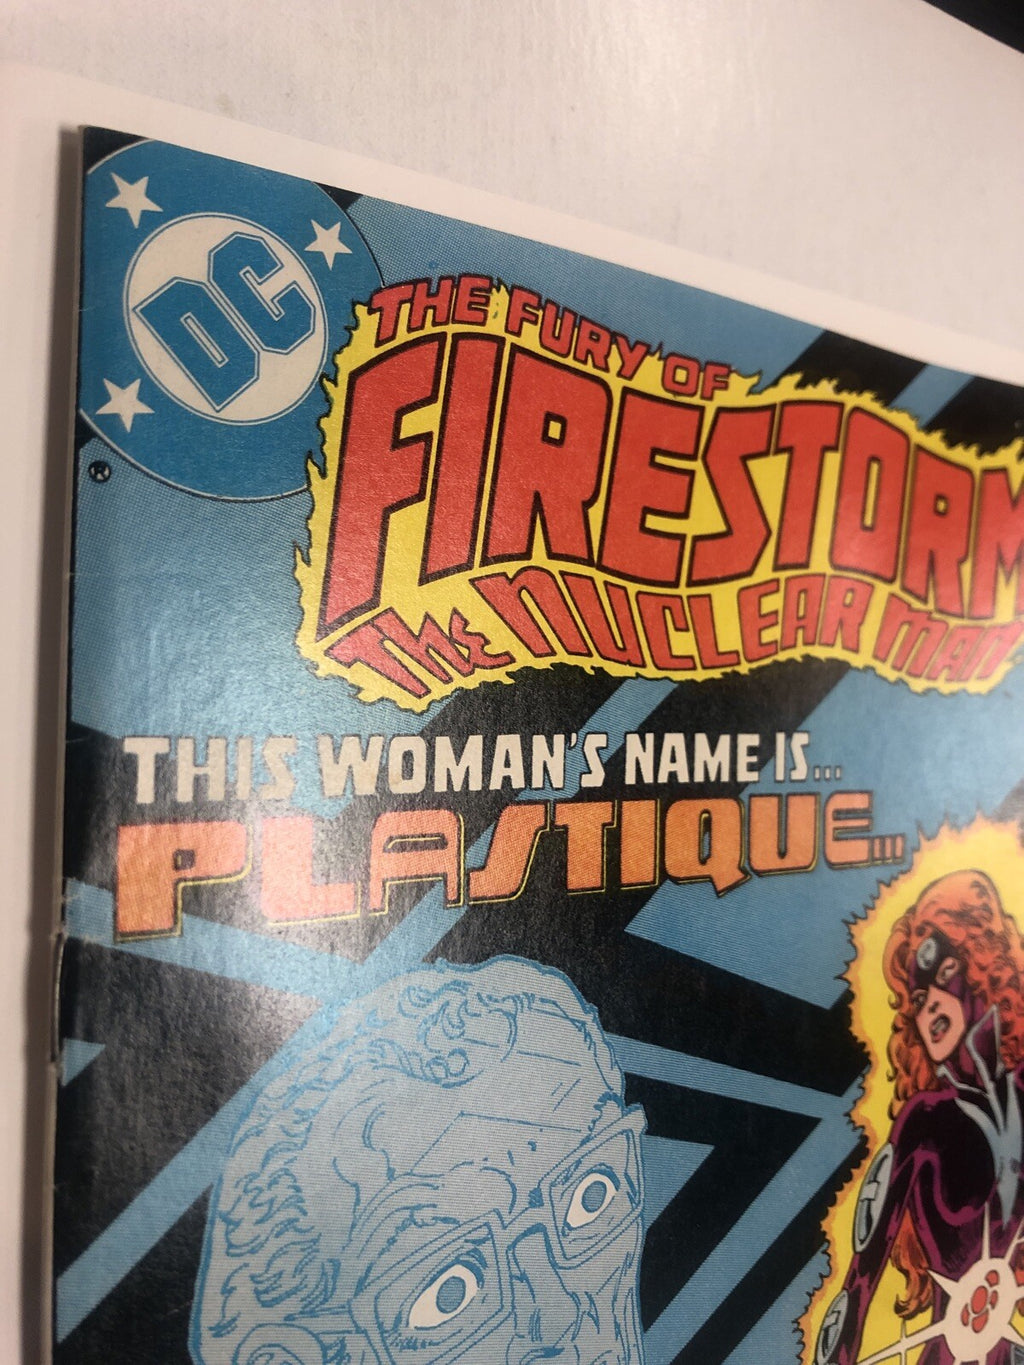 DC
®
THE FURY OF
FIRESTORM
THE NUCLEAR MAN
THIS WOMAN'S NAME IS...
PLASTIQUE...